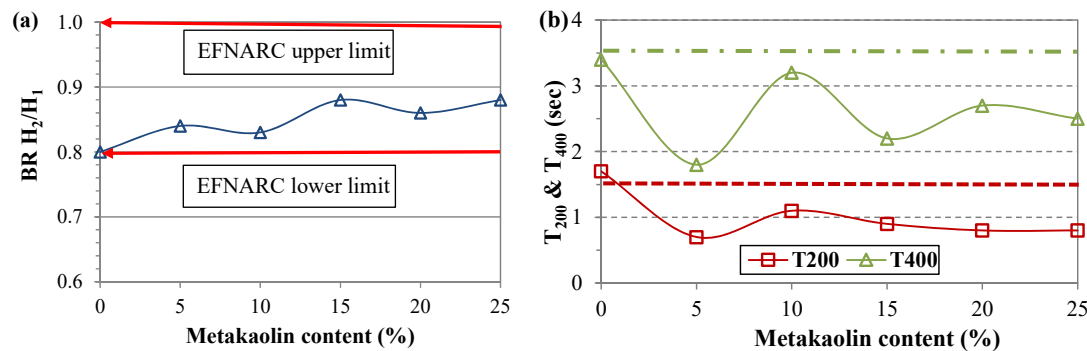 (a)
BR H₂/H₁
1.0
0.9
0.8
0.7
0.6
EFNARC upper limit
EFNARC lower limit
0 5 10 15 20 25
Metakaolin content (%)
(b)
T₂₀₀ & T₄₀₀ (sec)
4
3
2
1
0
T200 T400
0 5 10 15 20 25
Metakaolin content (%)